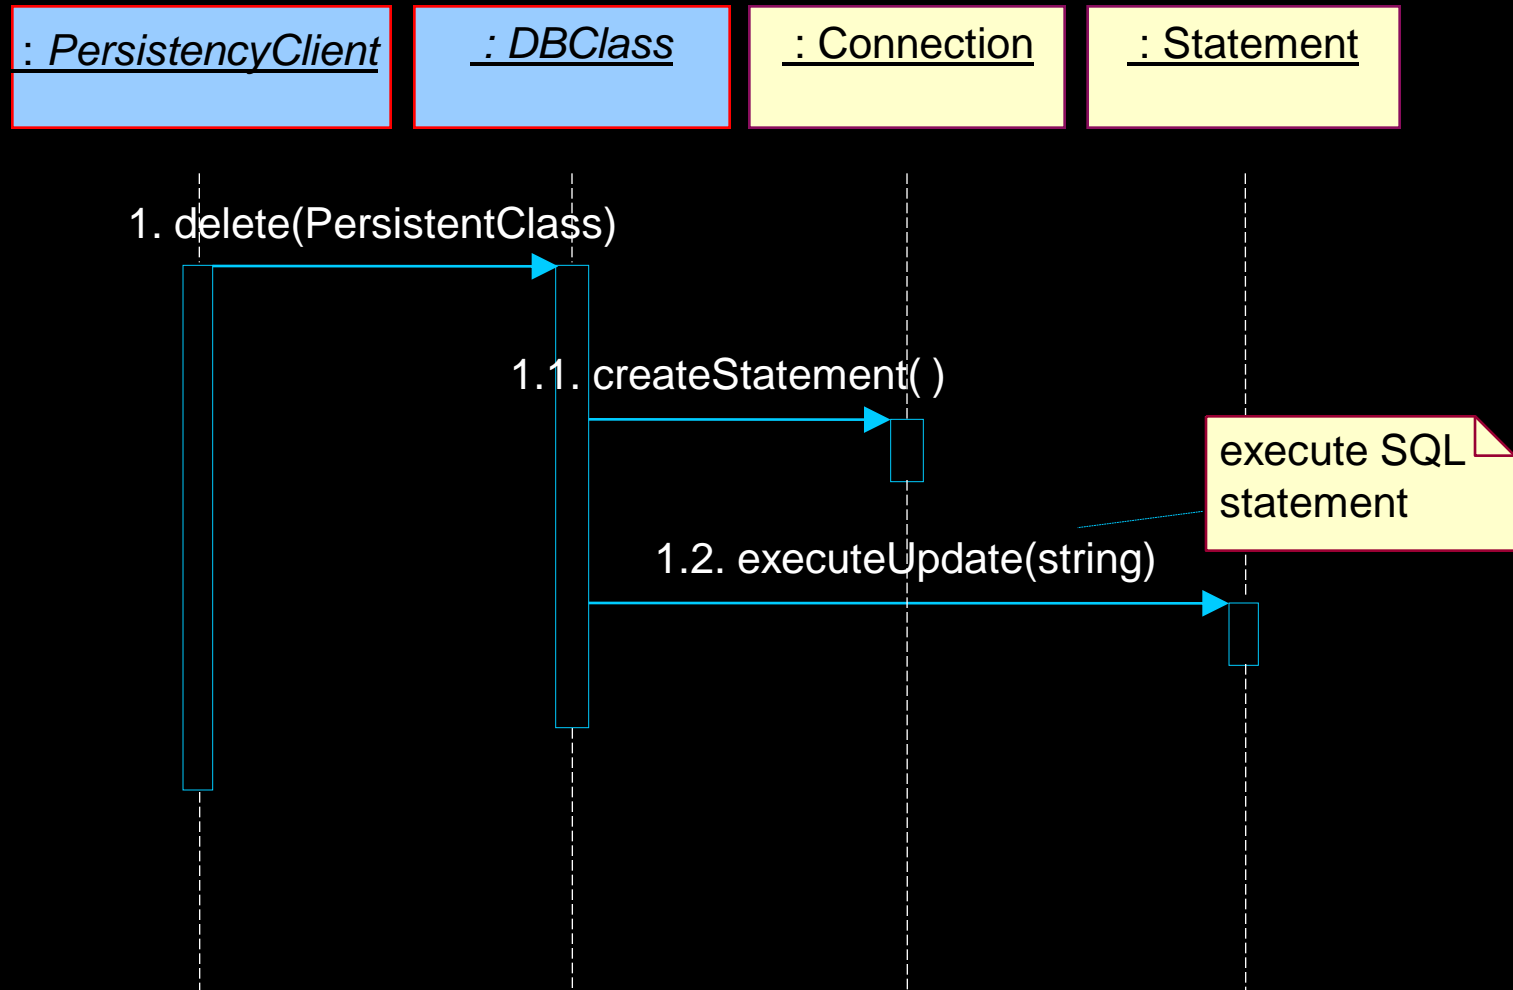 : PersistencyClient
: DBClass
: Connection
: Statement
1. delete(PersistentClass)
1.1. createStatement( )
execute SQL
statement
1.2. executeUpdate(string)